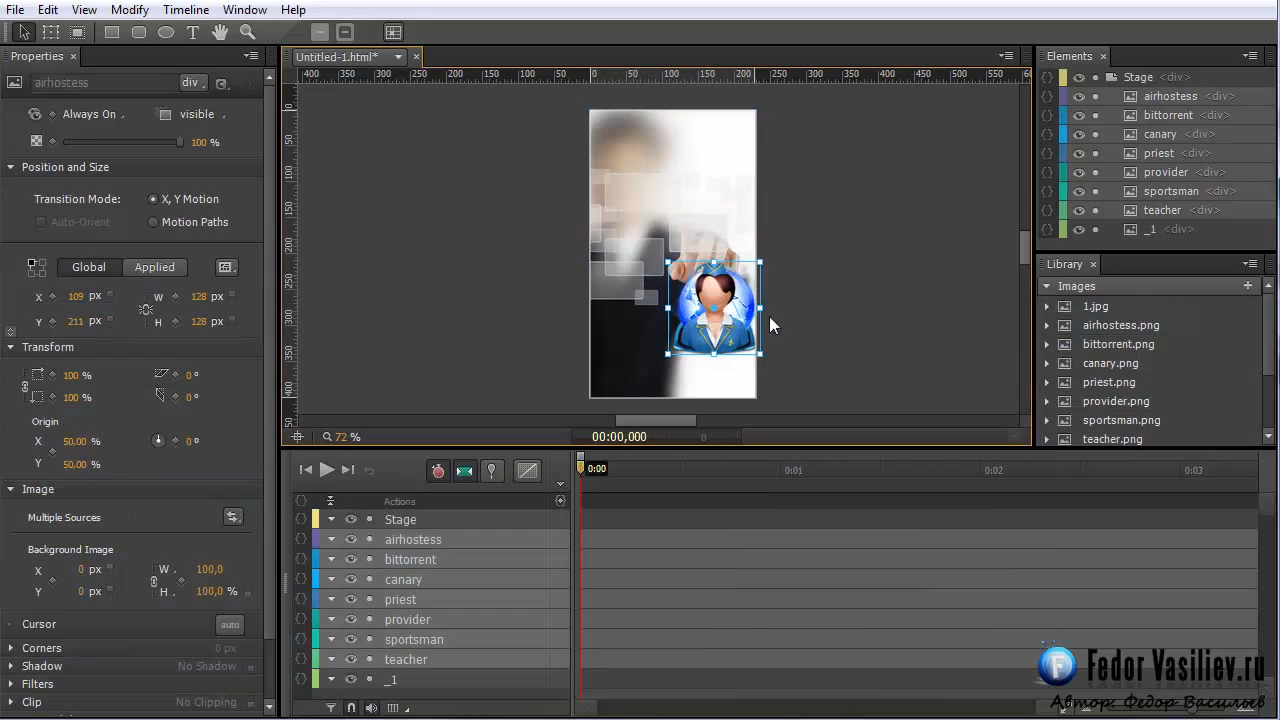 File Edit View Modify Timeline Window Help
T
Properties ×
Untitled-1.html* ×
Elements ×
airhostess div
Always On visible
100 %
Position and Size
Transition Mode: X, Y Motion
Auto-Orient Motion Paths
Global Applied
X 109 px W 128 px
Y 211 px H 128 px
Transform
100 % 0°
100 % 0°
Origin
X 50,00 % 0°
Y 50,00 %
Image
Multiple Sources
Background Image
X 0 px W 100,0
Y 0 px H 100,0 %
Cursor auto
Corners 0 px
Shadow No Shadow
Filters
Clip No Clipping
400 350 300 250 200 150 100 50 0 50 100 150 200 250 300 350 400 450 500 550 60
0
50
100
150
200
250
300
350
400
50
72 % 00:00,000 0
Stage <div>
airhostess <div>
bittorrent <div>
canary <div>
priest <div>
provider <div>
sportsman <div>
teacher <div>
_1 <div>
Library ×
Images +
1.jpg
airhostess.png
bittorrent.png
canary.png
priest.png
provider.png
sportsman.png
teacher.png
0:00 0:01 0:02 0:03
Actions
Stage
airhostess
bittorrent
canary
priest
provider
sportsman
teacher
_1
Fedor Vasiliev.ru
Автор: Федор Васильев